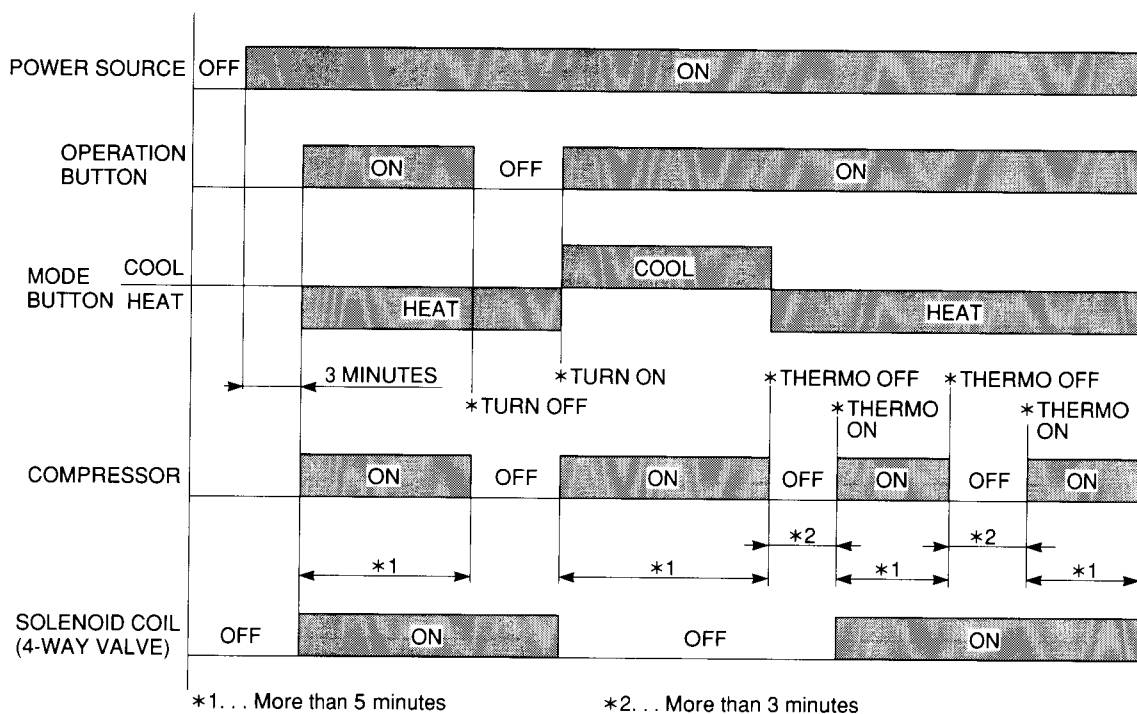 POWER SOURCE OFF ON
OPERATION
BUTTON
ON OFF ON
MODE
BUTTON
COOL
HEAT
COOL
HEAT HEAT
3 MINUTES
*TURN ON
*TURN OFF
*THERMO OFF
*THERMO
ON
*THERMO OFF
*THERMO
ON
COMPRESSOR ON OFF ON OFF ON OFF ON
*2 *2
*1 *1 *1 *1
SOLENOID COIL
(4-WAY VALVE)
OFF ON OFF ON
*1. . . More than 5 minutes
*2. . . More than 3 minutes